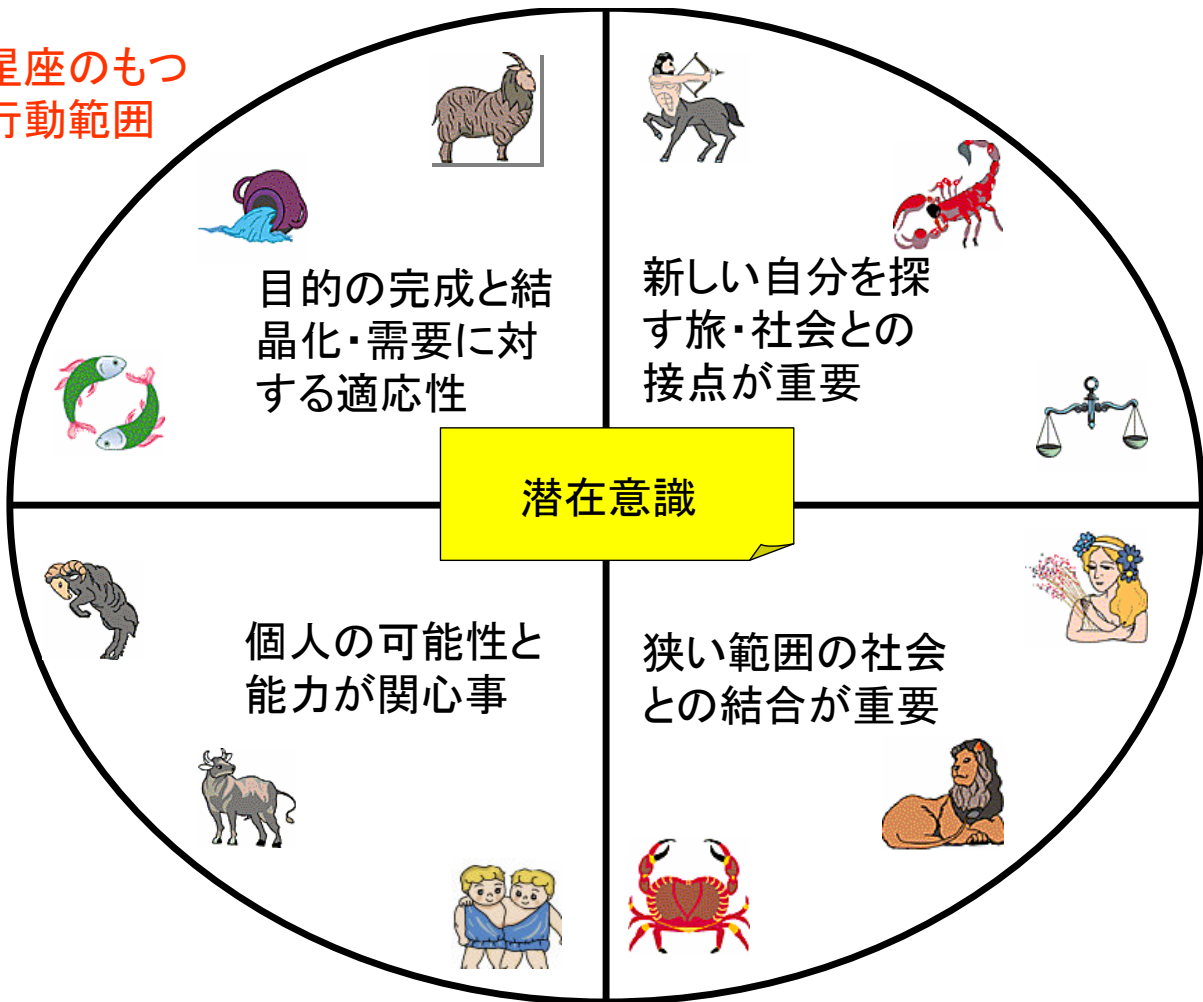 星座のもつ
行動範囲
目的の完成と結
晶化・需要に対
する適応性
新しい自分を探
す旅・社会との
接点が重要
潜在意識
個人の可能性と
能力が関心事
狭い範囲の社会
との結合が重要